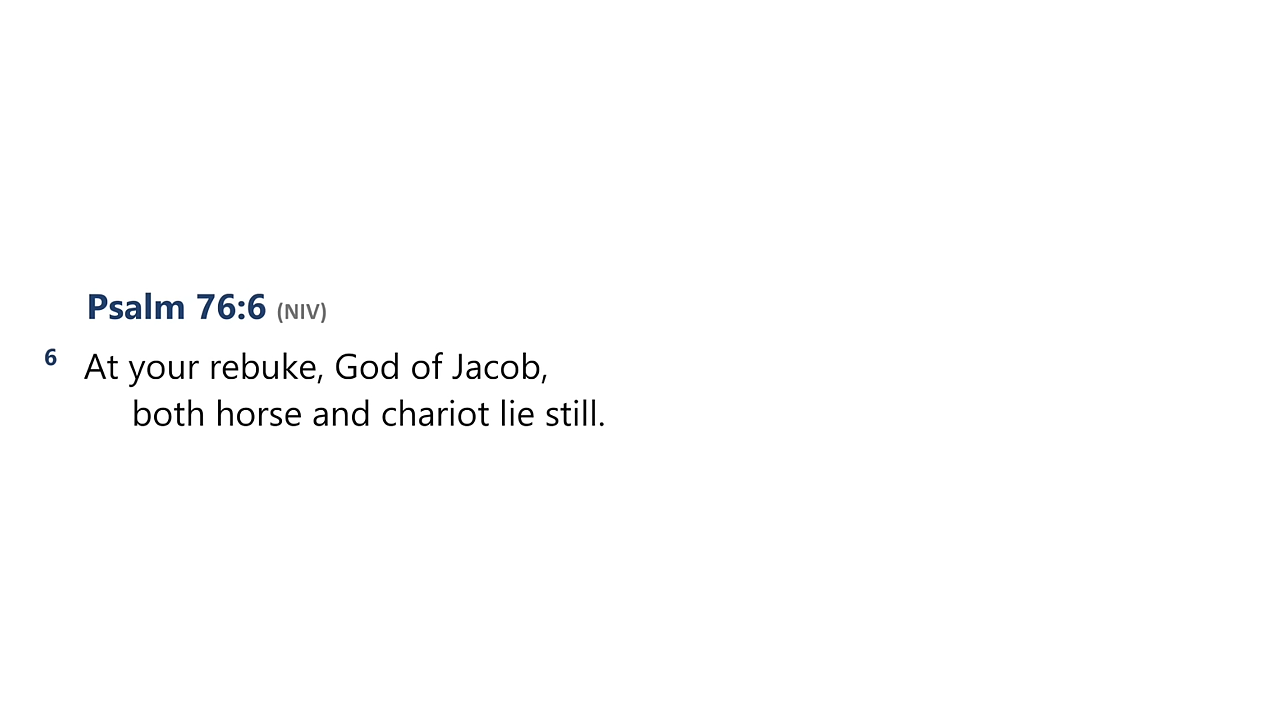 Psalm 76:6 (NIV)
6 At your rebuke, God of Jacob,
both horse and chariot lie still.